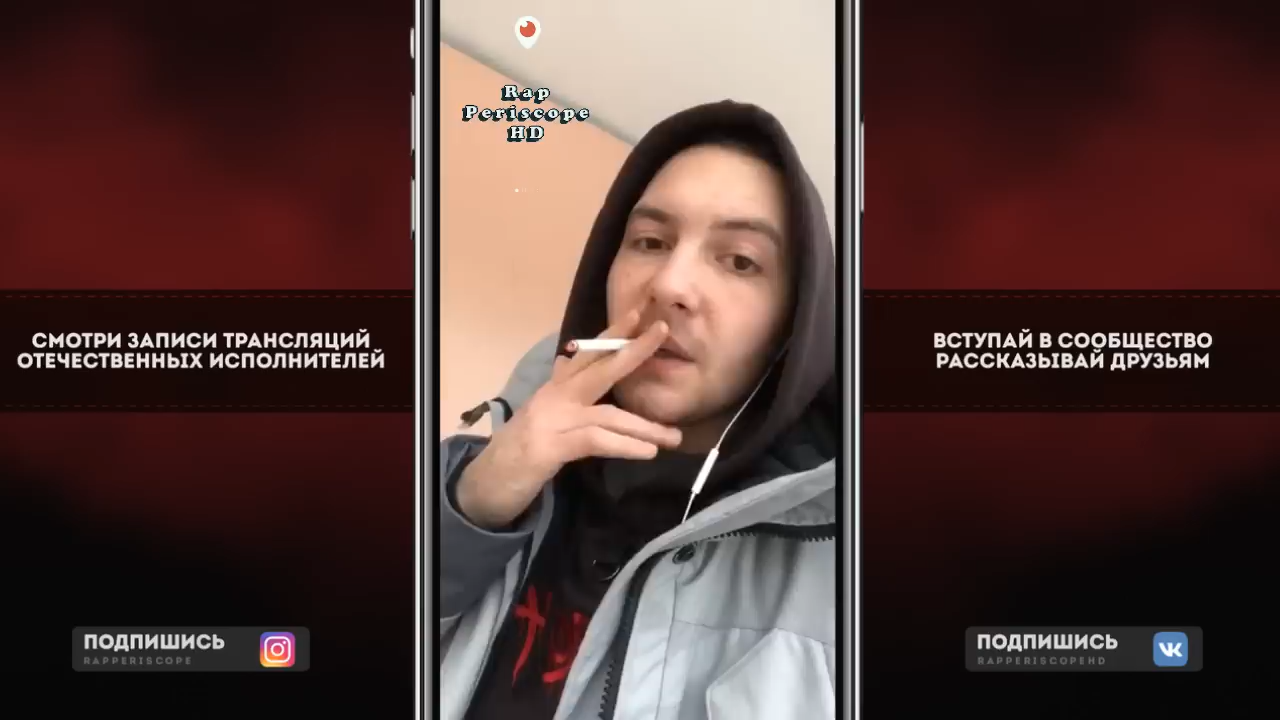 Rap
Periscope
HD
СМОТРИ ЗАПИСИ ТРАНСЛЯЦИЙ
ОТЕЧЕСТВЕННЫХ ИСПОЛНИТЕЛЕЙ
ВСТУПАЙ В СООБЩЕСТВО
РАССКАЗЫВАЙ ДРУЗЬЯМ
ПОДПИШИСЬ
RAPPERISCOPE
ПОДПИШИСЬ
RAPPERISCOPEHD